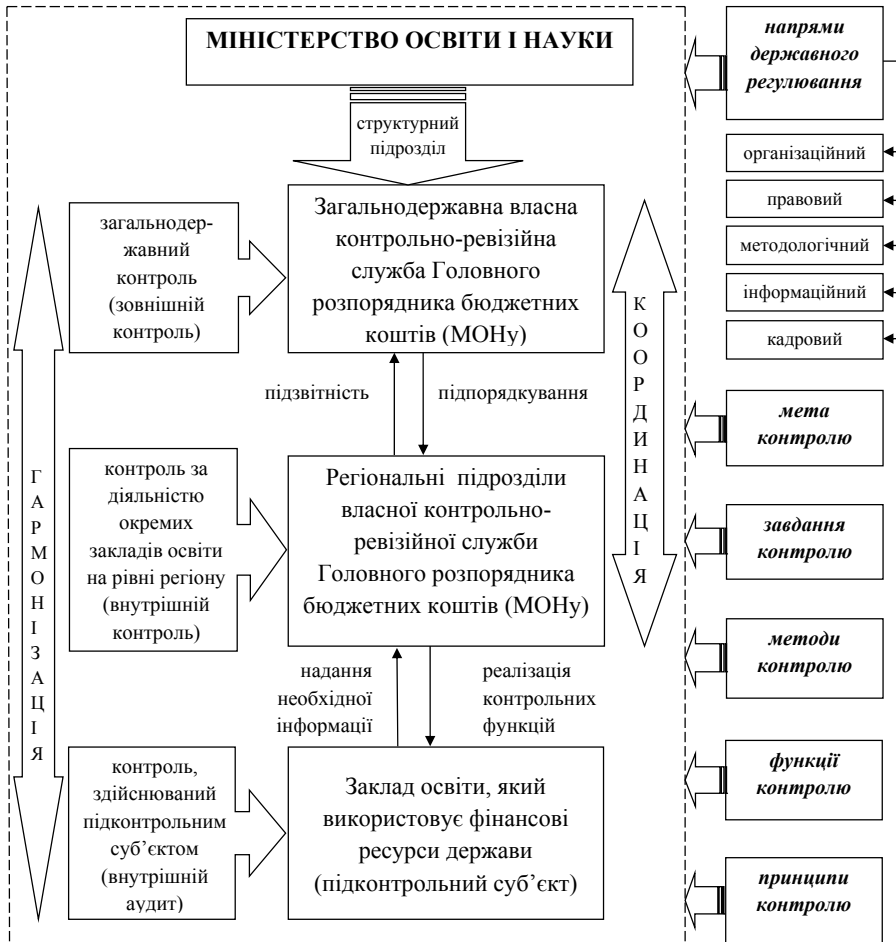 МІНІСТЕРСТВО ОСВІТИ І НАУКИ
структурний
підрозділ
загальнодер-
жавний
контроль
(зовнішній
контроль)
Загальнодержавна власна
контрольно-ревізійна
служба Головного
розпорядника бюджетних
коштів (МОНу)
підзвітність
підпорядкування
контроль за
діяльністю
окремих
закладів освіти
на рівні регіону
(внутрішній
контроль)
Регіональні підрозділи
власної контрольно-
ревізійної служби
Головного розпорядника
бюджетних коштів (МОНу)
надання
необхідної
інформації
реалізація
контрольних
функцій
контроль,
здійснюваний
підконтрольним
суб’єктом
(внутрішній
аудит)
Заклад освіти, який
використовує фінансові
ресурси держави
(підконтрольний суб’єкт)
ГАРМОНІЗАЦІЯ
КООРДИНАЦІЯ
напрями
державного
регулювання
організаційний
правовий
методологічний
інформаційний
кадровий
мета
контролю
завдання
контролю
методи
контролю
функції
контролю
принципи
контролю